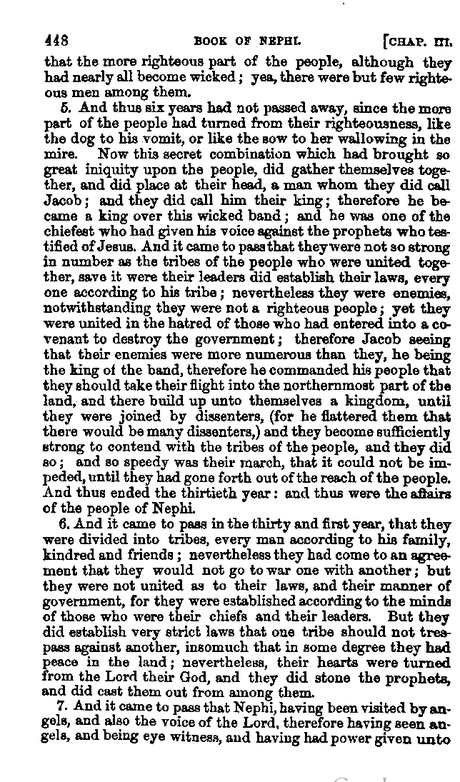 448 BOOK OF NEPHI. [CHAP. III.
that the more righteous part of the people, although they
had nearly all become wicked; yea, there were but few righte-
ous men among them.
5. And thus six years had not passed away, since the more
part of the people had turned from their righteousness, like
the dog to his vomit, or like the sow to her wallowing in the
mire. Now this secret combination which had brought so
great iniquity upon the people, did gather themselves toge-
ther, and did place at their head, a man whom they did call
Jacob; and they did call him their king; therefore he be-
came a king over this wicked band; and he was one of the
chiefest who had given his voice against the prophets who tes-
tified of Jesus. And it came to pass that they were not so strong
in number as the tribes of the people who were united toge-
ther, save it were their leaders did establish their laws, every
one according to his tribe; nevertheless they were enemies,
notwithstanding they were not a righteous people; yet they
were united in the hatred of those who had entered into a co-
venant to destroy the government; therefore Jacob seeing
that their enemies were more numerous than they, he being
the king of the band, therefore he commanded his people that
they should take their flight into the northernmost part of the
land, and there build up unto themselves a kingdom, until
they were joined by dissenters, (for he flattered them that
there would be many dissenters,) and they become sufficiently
strong to contend with the tribes of the people, and they did
so; and so speedy was their march, that it could not be im-
peded, until they had gone forth out of the reach of the people.
And thus ended the thirtieth year: and thus were the affairs
of the people of Nephi.
6. And it came to pass in the thirty and first year, that they
were divided into tribes, every man according to his family,
kindred and friends; nevertheless they had come to an agree-
ment that they would not go to war one with another; but
they were not united as to their laws, and their manner of
government, for they were established according to the minds
of those who were their chiefs and their leaders. But they
did establish very strict laws that one tribe should not tres-
pass against another, insomuch that in some degree they had
peace in the land; nevertheless, their hearts were turned
from the Lord their God, and they did stone the prophets,
and did cast them out from among them.
7. And it came to pass that Nephi, having been visited by an-
gels, and also the voice of the Lord, therefore having seen an-
gels, and being eye witness, and having had power given unto